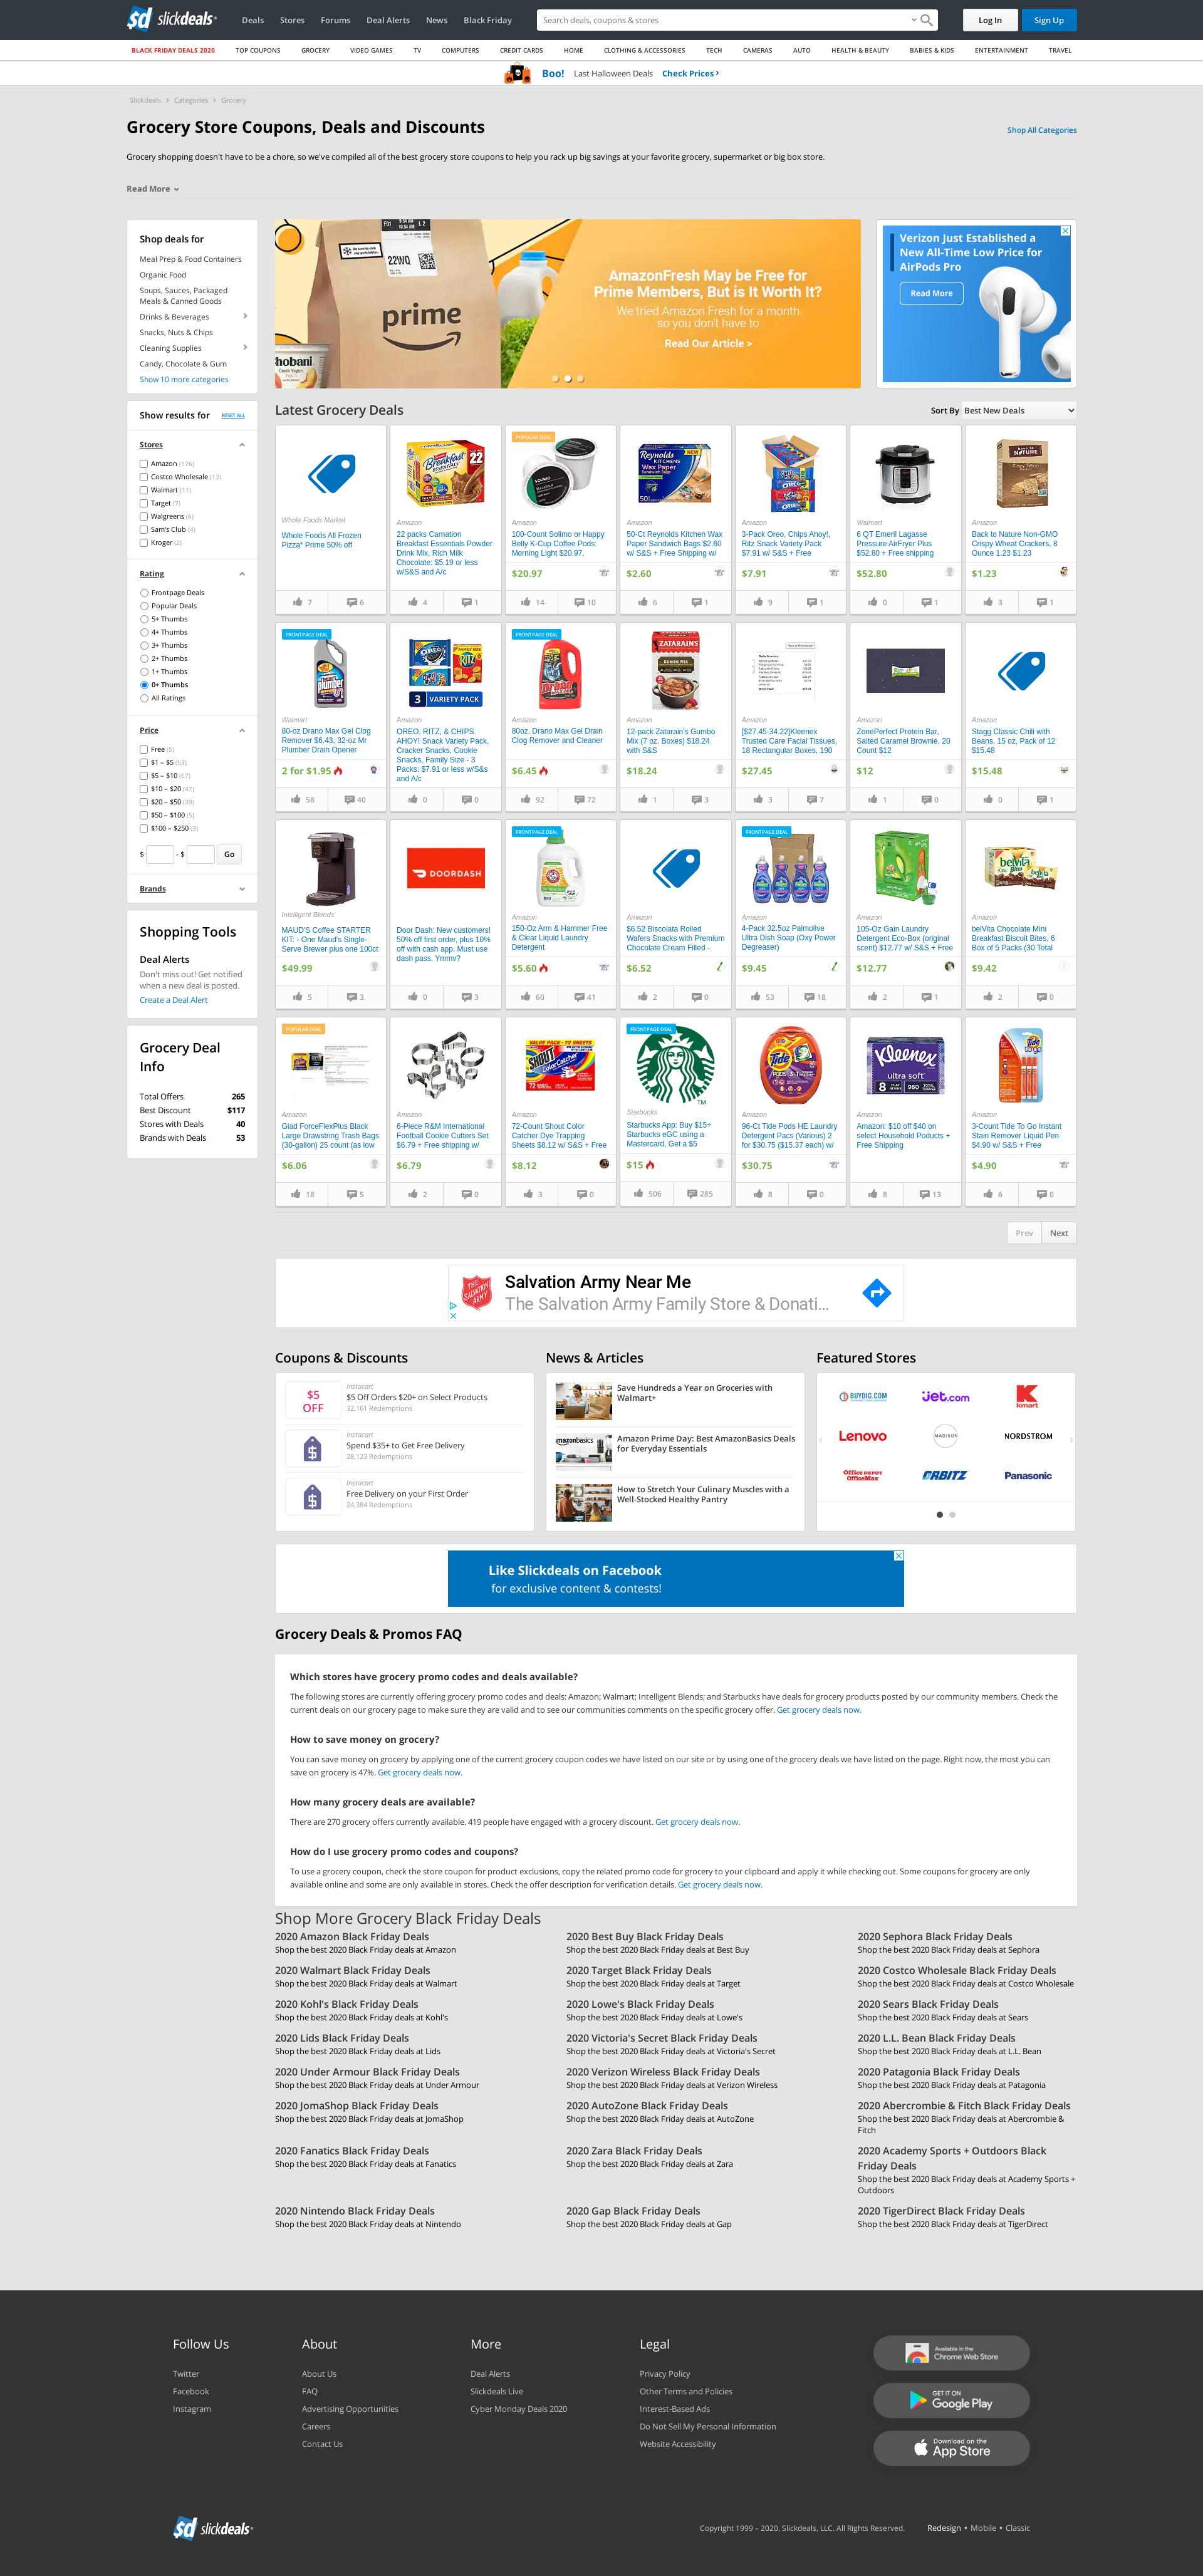 slickdeals
Deals
Stores
Forums
Deal Alerts
News
Black Friday
Search deals, coupons & stores
Log In
Sign Up
BLACK FRIDAY DEALS 2020
TOP COUPONS
GROCERY
VIDEO GAMES
TV
COMPUTERS
CREDIT CARDS
HOME
CLOTHING & ACCESSORIES
TECH
CAMERAS
AUTO
HEALTH & BEAUTY
BABIES & KIDS
ENTERTAINMENT
TRAVEL
Boo! Last Halloween Deals Check Prices
Slickdeals > Categories > Grocery
Grocery Store Coupons, Deals and Discounts
Shop All Categories
Grocery shopping doesn't have to be a chore, so we've compiled all of the best grocery store coupons to help you rack up big savings at your favorite grocery, supermarket or big box store.
Read More
Shop deals for
Meal Prep & Food Containers
Organic Food
Soups, Sauces, Packaged
Meals & Canned Goods
Drinks & Beverages
Snacks, Nuts & Chips
Cleaning Supplies
Candy, Chocolate & Gum
Show 10 more categories
Show results for
RESET ALL
Stores
Amazon (176)
Costco Wholesale (13)
Walmart (11)
Target (7)
Walgreens (6)
Sam's Club (4)
Kroger (2)
Rating
Frontpage Deals
Popular Deals
5+ Thumbs
4+ Thumbs
3+ Thumbs
2+ Thumbs
1+ Thumbs
0+ Thumbs
All Ratings
Price
Free (5)
$1 – $5 (53)
$5 – $10 (67)
$10 – $20 (47)
$20 – $50 (39)
$50 – $100 (5)
$100 – $250 (3)
$ - $ Go
Brands
Shopping Tools
Deal Alerts
Don't miss out! Get notified
when a new deal is posted.
Create a Deal Alert
Grocery Deal
Info
Total Offers 265
Best Discount $117
Stores with Deals 40
Brands with Deals 53
22WQ
prime
hobani
AmazonFresh May be Free for
Prime Members, But is it Worth It?
We tried Amazon Fresh for a month
so you don't have to
Read Our Article >
Verizon Just Established a
New All-Time Low Price for
AirPods Pro
Read More
Latest Grocery Deals
Sort By Best New Deals
Whole Foods Market
Whole Foods All Frozen
Pizza* Prime 50% off
7 6
Amazon
22 packs Carnation
Breakfast Essentials Powder
Drink Mix, Rich Milk
Chocolate: $5.19 or less
w/S&S and A/c
4 1
POPULAR DEAL
Amazon
100-Count Solimo or Happy
Belly K-Cup Coffee Pods:
Morning Light $20.97,
$20.97
14 10
Amazon
50-Ct Reynolds Kitchen Wax
Paper Sandwich Bags $2.60
w/ S&S + Free Shipping w/
$2.60
6 1
Amazon
3-Pack Oreo, Chips Ahoy!,
Ritz Snack Variety Pack
$7.91 w/ S&S + Free
$7.91
9 1
Walmart
6 QT Emeril Lagasse
Pressure AirFryer Plus
$52.80 + Free shipping
$52.80
0 1
Amazon
Back to Nature Non-GMO
Crispy Wheat Crackers, 8
Ounce 1.23 $1.23
$1.23
3 1
FRONTPAGE DEAL
Walmart
80-oz Drano Max Gel Clog
Remover $6.43, 32-oz Mr
Plumber Drain Opener
2 for $1.95
58 40
3 VARIETY PACK
Amazon
OREO, RITZ, & CHIPS
AHOY! Snack Variety Pack,
Cracker Snacks, Cookie
Snacks, Family Size - 3
Packs: $7.91 or less w/S&s
and A/c
0 0
FRONTPAGE DEAL
Amazon
80oz. Drano Max Gel Drain
Clog Remover and Cleaner
$6.45
92 72
ZATARAIN'S
GUMBO MIX
Amazon
12-pack Zatarain's Gumbo
Mix (7 oz. Boxes) $18.24
with S&S
$18.24
1 3
Amazon
[$27.45-34.22]Kleenex
Trusted Care Facial Tissues,
18 Rectangular Boxes, 190
$27.45
3 7
Amazon
ZonePerfect Protein Bar,
Salted Caramel Brownie, 20
Count $12
$12
1 0
Amazon
Stagg Classic Chili with
Beans, 15 oz, Pack of 12
$15.48
$15.48
0 1
Intelligent Blends
MAUD'S Coffee STARTER
KIT: - One Maud's Single-
Serve Brewer plus one 100ct
$49.99
5 3
DOORDASH
Door Dash: New customers!
50% off first order, plus 10%
off with cash app. Must use
dash pass. Ymmv?
0 3
FRONTPAGE DEAL
Amazon
150-Oz Arm & Hammer Free
& Clear Liquid Laundry
Detergent
$5.60
60 41
Amazon
$6.52 Biscolata Rolled
Wafers Snacks with Premium
Chocolate Cream Filled -
$6.52
2 0
FRONTPAGE DEAL
Amazon
4-Pack 32.5oz Palmolive
Ultra Dish Soap (Oxy Power
Degreaser)
$9.45
53 18
Amazon
105-Oz Gain Laundry
Detergent Eco-Box (original
scent) $12.77 w/ S&S + Free
$12.77
2 1
belVita
Amazon
belVita Chocolate Mini
Breakfast Biscuit Bites, 6
Box of 5 Packs (30 Total
$9.42
2 0
POPULAR DEAL
Amazon
Glad ForceFlexPlus Black
Large Drawstring Trash Bags
(30-gallon) 25 count (as low
$6.06
18 5
Amazon
6-Piece R&M International
Football Cookie Cutters Set
$6.79 + Free shipping w/
$6.79
2 0
VALUE PACK - 72 SHEETS
SHOUT Color Catcher
72
Amazon
72-Count Shout Color
Catcher Dye Trapping
Sheets $8.12 w/ S&S + Free
$8.12
3 0
FRONTPAGE DEAL
Starbucks
Starbucks App: Buy $15+
Starbucks eGC using a
Mastercard, Get a $5
$15
506 285
Tide
PODS
Amazon
96-Ct Tide Pods HE Laundry
Detergent Pacs (Various) 2
for $30.75 ($15.37 each) w/
$30.75
8 0
Kleenex
ultra soft
8 960
Amazon
Amazon: $10 off $40 on
select Household Poducts +
Free Shipping
8 13
Tide
to go
Amazon
3-Count Tide To Go Instant
Stain Remover Liquid Pen
$4.90 w/ S&S + Free
$4.90
6 0
Prev Next
THE SALVATION ARMY
Salvation Army Near Me
The Salvation Army Family Store & Donati...
Coupons & Discounts
$5
OFF
Instacart
$5 Off Orders $20+ on Select Products
32,161 Redemptions
Instacart
Spend $35+ to Get Free Delivery
28,123 Redemptions
Instacart
Free Delivery on your First Order
24,384 Redemptions
News & Articles
Save Hundreds a Year on Groceries with
Walmart+
amazonbasics
Amazon Prime Day: Best AmazonBasics Deals
for Everyday Essentials
How to Stretch Your Culinary Muscles with a
Well-Stocked Healthy Pantry
Featured Stores
BUYDIG.COM
Jet.com
kmart
Lenovo
MADISON
NORDSTROM
Office DEPOT
OfficeMax
ORBITZ
Panasonic
Like Slickdeals on Facebook
for exclusive content & contests!
Grocery Deals & Promos FAQ
Which stores have grocery promo codes and deals available?
The following stores are currently offering grocery promo codes and deals: Amazon; Walmart; Intelligent Blends; and Starbucks have deals for grocery products posted by our community members. Check the
current deals on our grocery page to make sure they are valid and to see our communities comments on the specific grocery offer. Get grocery deals now.
How to save money on grocery?
You can save money on grocery by applying one of the current grocery coupon codes we have listed on our site or by using one of the grocery deals we have listed on the page. Right now, the most you can
save on grocery is 47%. Get grocery deals now.
How many grocery deals are available?
There are 270 grocery offers currently available. 419 people have engaged with a grocery discount. Get grocery deals now.
How do I use grocery promo codes and coupons?
To use a grocery coupon, check the store coupon for product exclusions, copy the related promo code for grocery to your clipboard and apply it while checking out. Some coupons for grocery are only
available online and some are only available in stores. Check the offer description for verification details. Get grocery deals now.
Shop More Grocery Black Friday Deals
2020 Amazon Black Friday Deals
Shop the best 2020 Black Friday deals at Amazon
2020 Best Buy Black Friday Deals
Shop the best 2020 Black Friday deals at Best Buy
2020 Sephora Black Friday Deals
Shop the best 2020 Black Friday deals at Sephora
2020 Walmart Black Friday Deals
Shop the best 2020 Black Friday deals at Walmart
2020 Target Black Friday Deals
Shop the best 2020 Black Friday deals at Target
2020 Costco Wholesale Black Friday Deals
Shop the best 2020 Black Friday deals at Costco Wholesale
2020 Kohl's Black Friday Deals
Shop the best 2020 Black Friday deals at Kohl's
2020 Lowe's Black Friday Deals
Shop the best 2020 Black Friday deals at Lowe's
2020 Sears Black Friday Deals
Shop the best 2020 Black Friday deals at Sears
2020 Lids Black Friday Deals
Shop the best 2020 Black Friday deals at Lids
2020 Victoria's Secret Black Friday Deals
Shop the best 2020 Black Friday deals at Victoria's Secret
2020 L.L. Bean Black Friday Deals
Shop the best 2020 Black Friday deals at L.L. Bean
2020 Under Armour Black Friday Deals
Shop the best 2020 Black Friday deals at Under Armour
2020 Verizon Wireless Black Friday Deals
Shop the best 2020 Black Friday deals at Verizon Wireless
2020 Patagonia Black Friday Deals
Shop the best 2020 Black Friday deals at Patagonia
2020 JomaShop Black Friday Deals
Shop the best 2020 Black Friday deals at JomaShop
2020 AutoZone Black Friday Deals
Shop the best 2020 Black Friday deals at AutoZone
2020 Abercrombie & Fitch Black Friday Deals
Shop the best 2020 Black Friday deals at Abercrombie &
Fitch
2020 Fanatics Black Friday Deals
Shop the best 2020 Black Friday deals at Fanatics
2020 Zara Black Friday Deals
Shop the best 2020 Black Friday deals at Zara
2020 Academy Sports + Outdoors Black
Friday Deals
Shop the best 2020 Black Friday deals at Academy Sports +
Outdoors
2020 Nintendo Black Friday Deals
Shop the best 2020 Black Friday deals at Nintendo
2020 Gap Black Friday Deals
Shop the best 2020 Black Friday deals at Gap
2020 TigerDirect Black Friday Deals
Shop the best 2020 Black Friday deals at TigerDirect
Follow Us
Twitter
Facebook
Instagram
About
About Us
FAQ
Advertising Opportunities
Careers
Contact Us
More
Deal Alerts
Slickdeals Live
Cyber Monday Deals 2020
Legal
Privacy Policy
Other Terms and Policies
Interest-Based Ads
Do Not Sell My Personal Information
Website Accessibility
Available in the
Chrome Web Store
GET IT ON
Google Play
Download on the
App Store
slickdeals
Copyright 1999 – 2020. Slickdeals, LLC. All Rights Reserved.
Redesign • Mobile • Classic